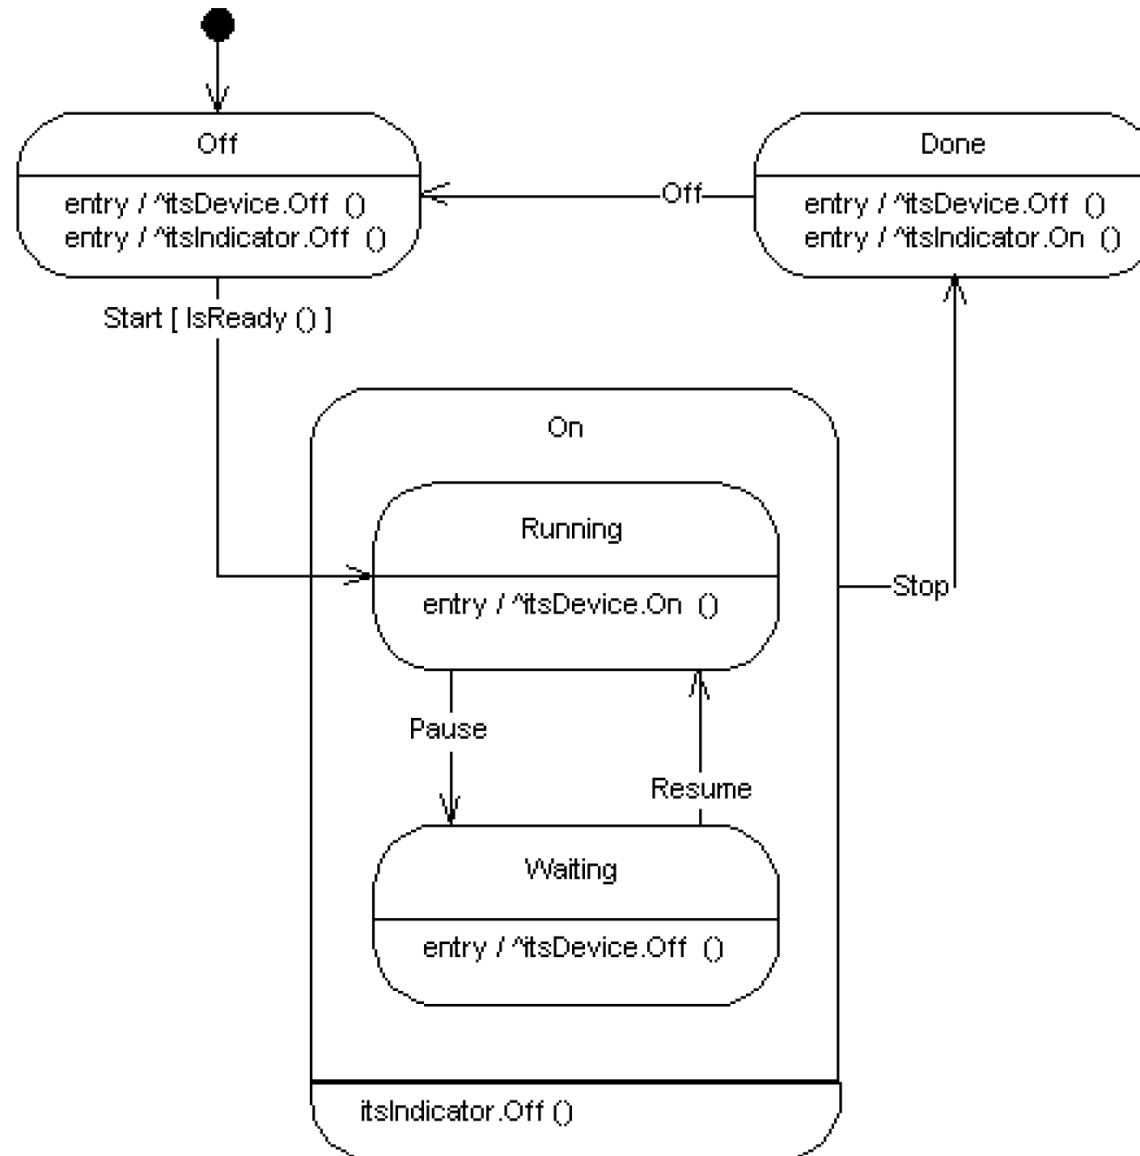 Off
entry / ^itsDevice.Off ()
entry / ^itsIndicator.Off ()
Done
entry / ^itsDevice.Off ()
entry / ^itsIndicator.On ()
Off
Start [ IsReady () ]
On
Running
entry / ^itsDevice.On ()
Stop
Pause
Resume
Waiting
entry / ^itsDevice.Off ()
itsIndicator.Off ()